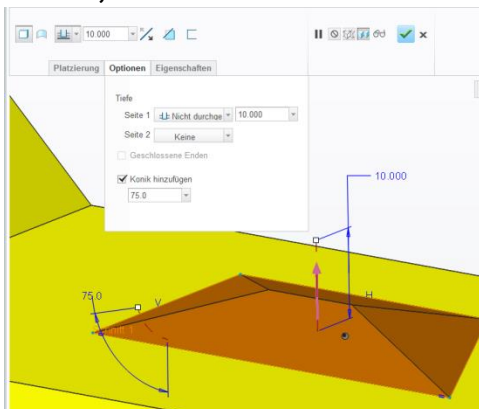 10.000
Platzierung Optionen Eigenschaften
Tiefe
Seite 1 Nicht durchge 10.000
Seite 2 Keine
Geschlossene Enden
Konik hinzufügen
75.0
10.000
75.0
V
H